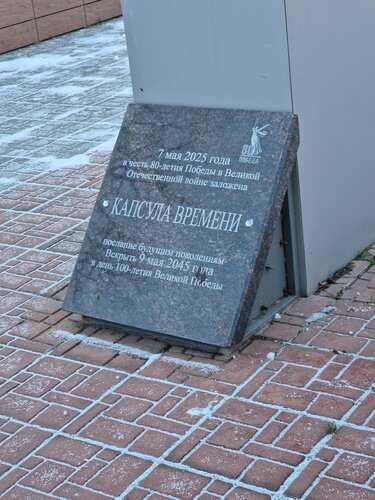 80
ПОБЕДА
7 мая 2025 года
в честь 80-летия Победы в Великой
Отечественной войне заложена
КАПСУЛА ВРЕМЕНИ
послание будущим поколениям
Вскрыть 9 мая 2045 года
в день 100-летия Великой Победы